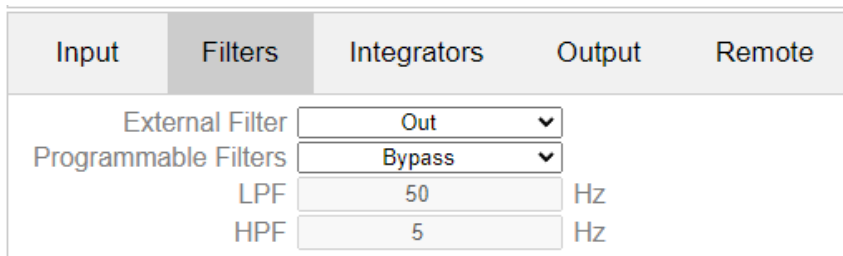 Input Filters Integrators Output Remote
External Filter Out
Programmable Filters Bypass
LPF 50 Hz
HPF 5 Hz